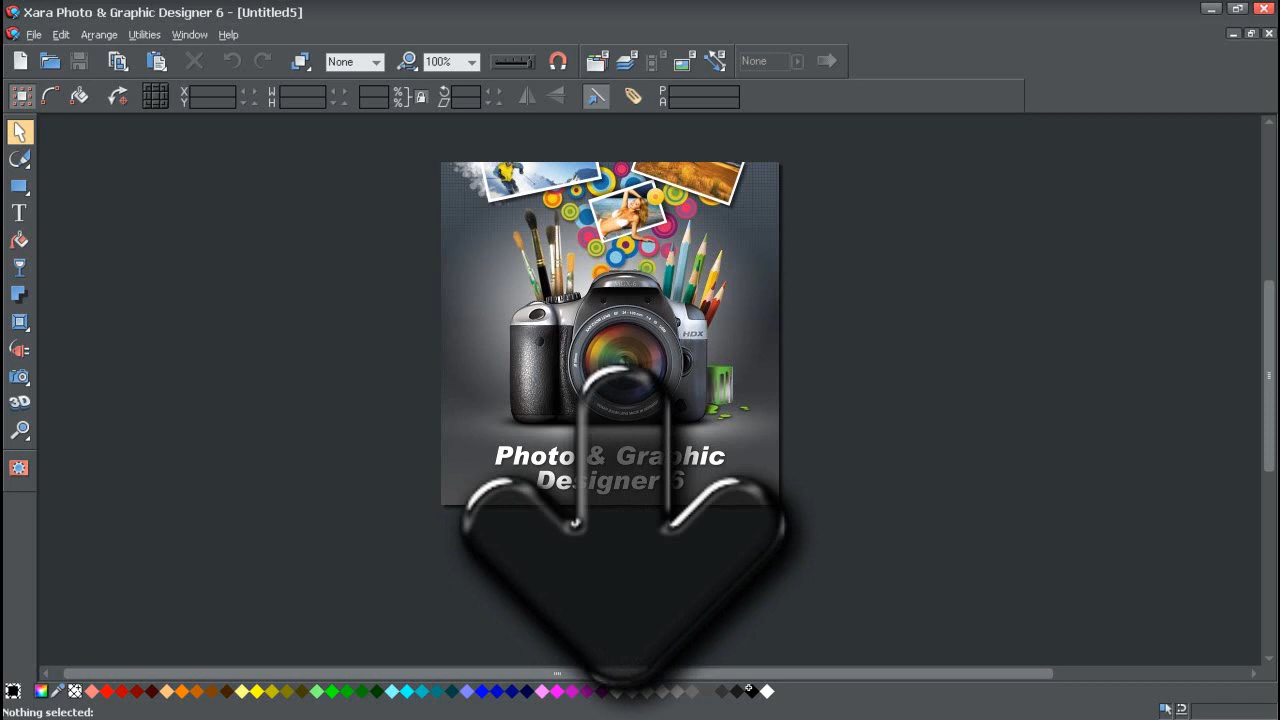 Xara Photo & Graphic Designer 6 - [Untitled5]
File Edit Arrange Utilities Window Help
None 100% None
X W % P
Y H % A
T
HDX
3D
Photo & Graphic
Designer 6
Nothing selected: